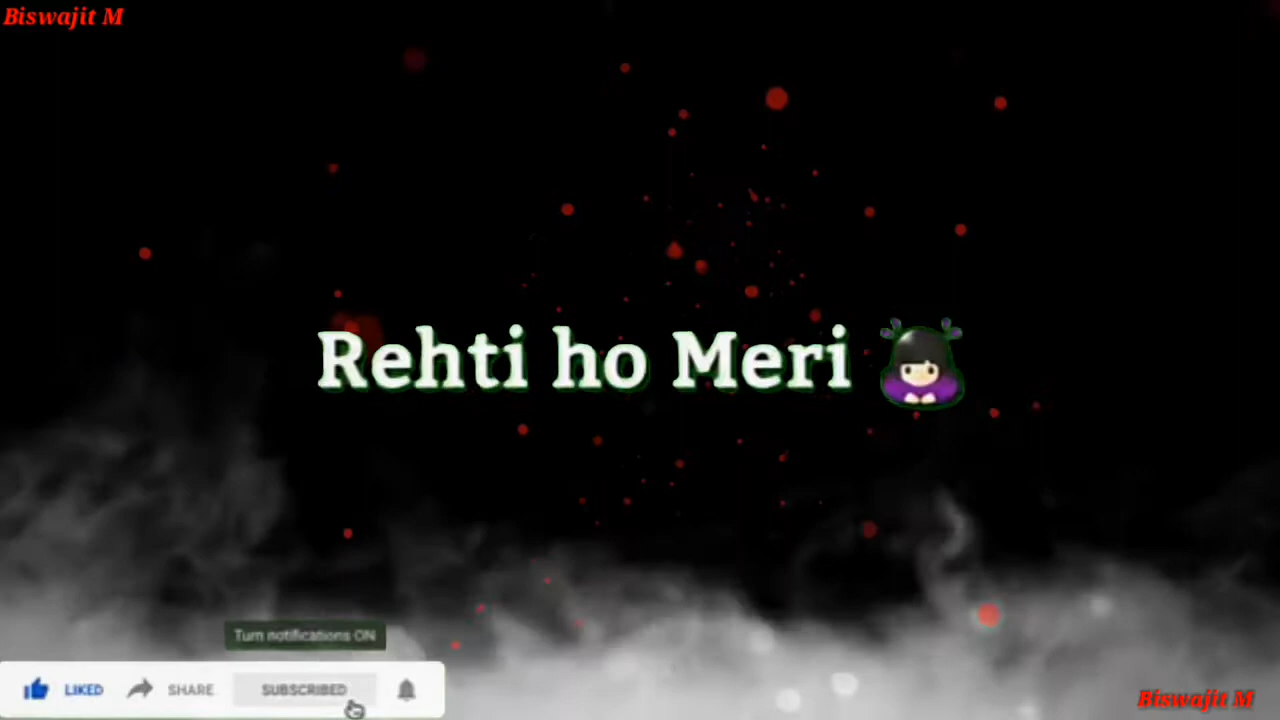 Biswajit M
Rehti ho Meri
Turn notifications ON
LIKED SHARE SUBSCRIBED
Biswajit M